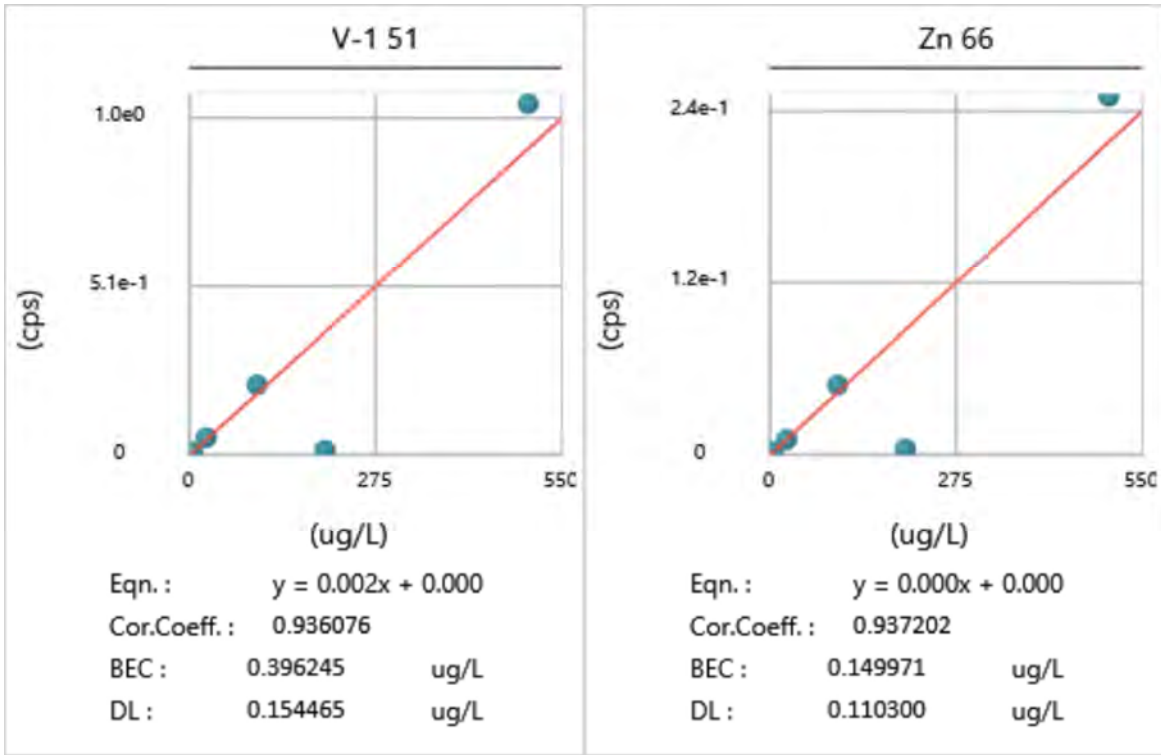 V-1 51
1.0e0
5.1e-1
0
(cps)
0 275 550
(ug/L)
Eqn. : y = 0.002x + 0.000
Cor.Coeff. : 0.936076
BEC : 0.396245 ug/L
DL : 0.154465 ug/L
Zn 66
2.4e-1
1.2e-1
0
(cps)
0 275 550
(ug/L)
Eqn. : y = 0.000x + 0.000
Cor.Coeff. : 0.937202
BEC : 0.149971 ug/L
DL : 0.110300 ug/L